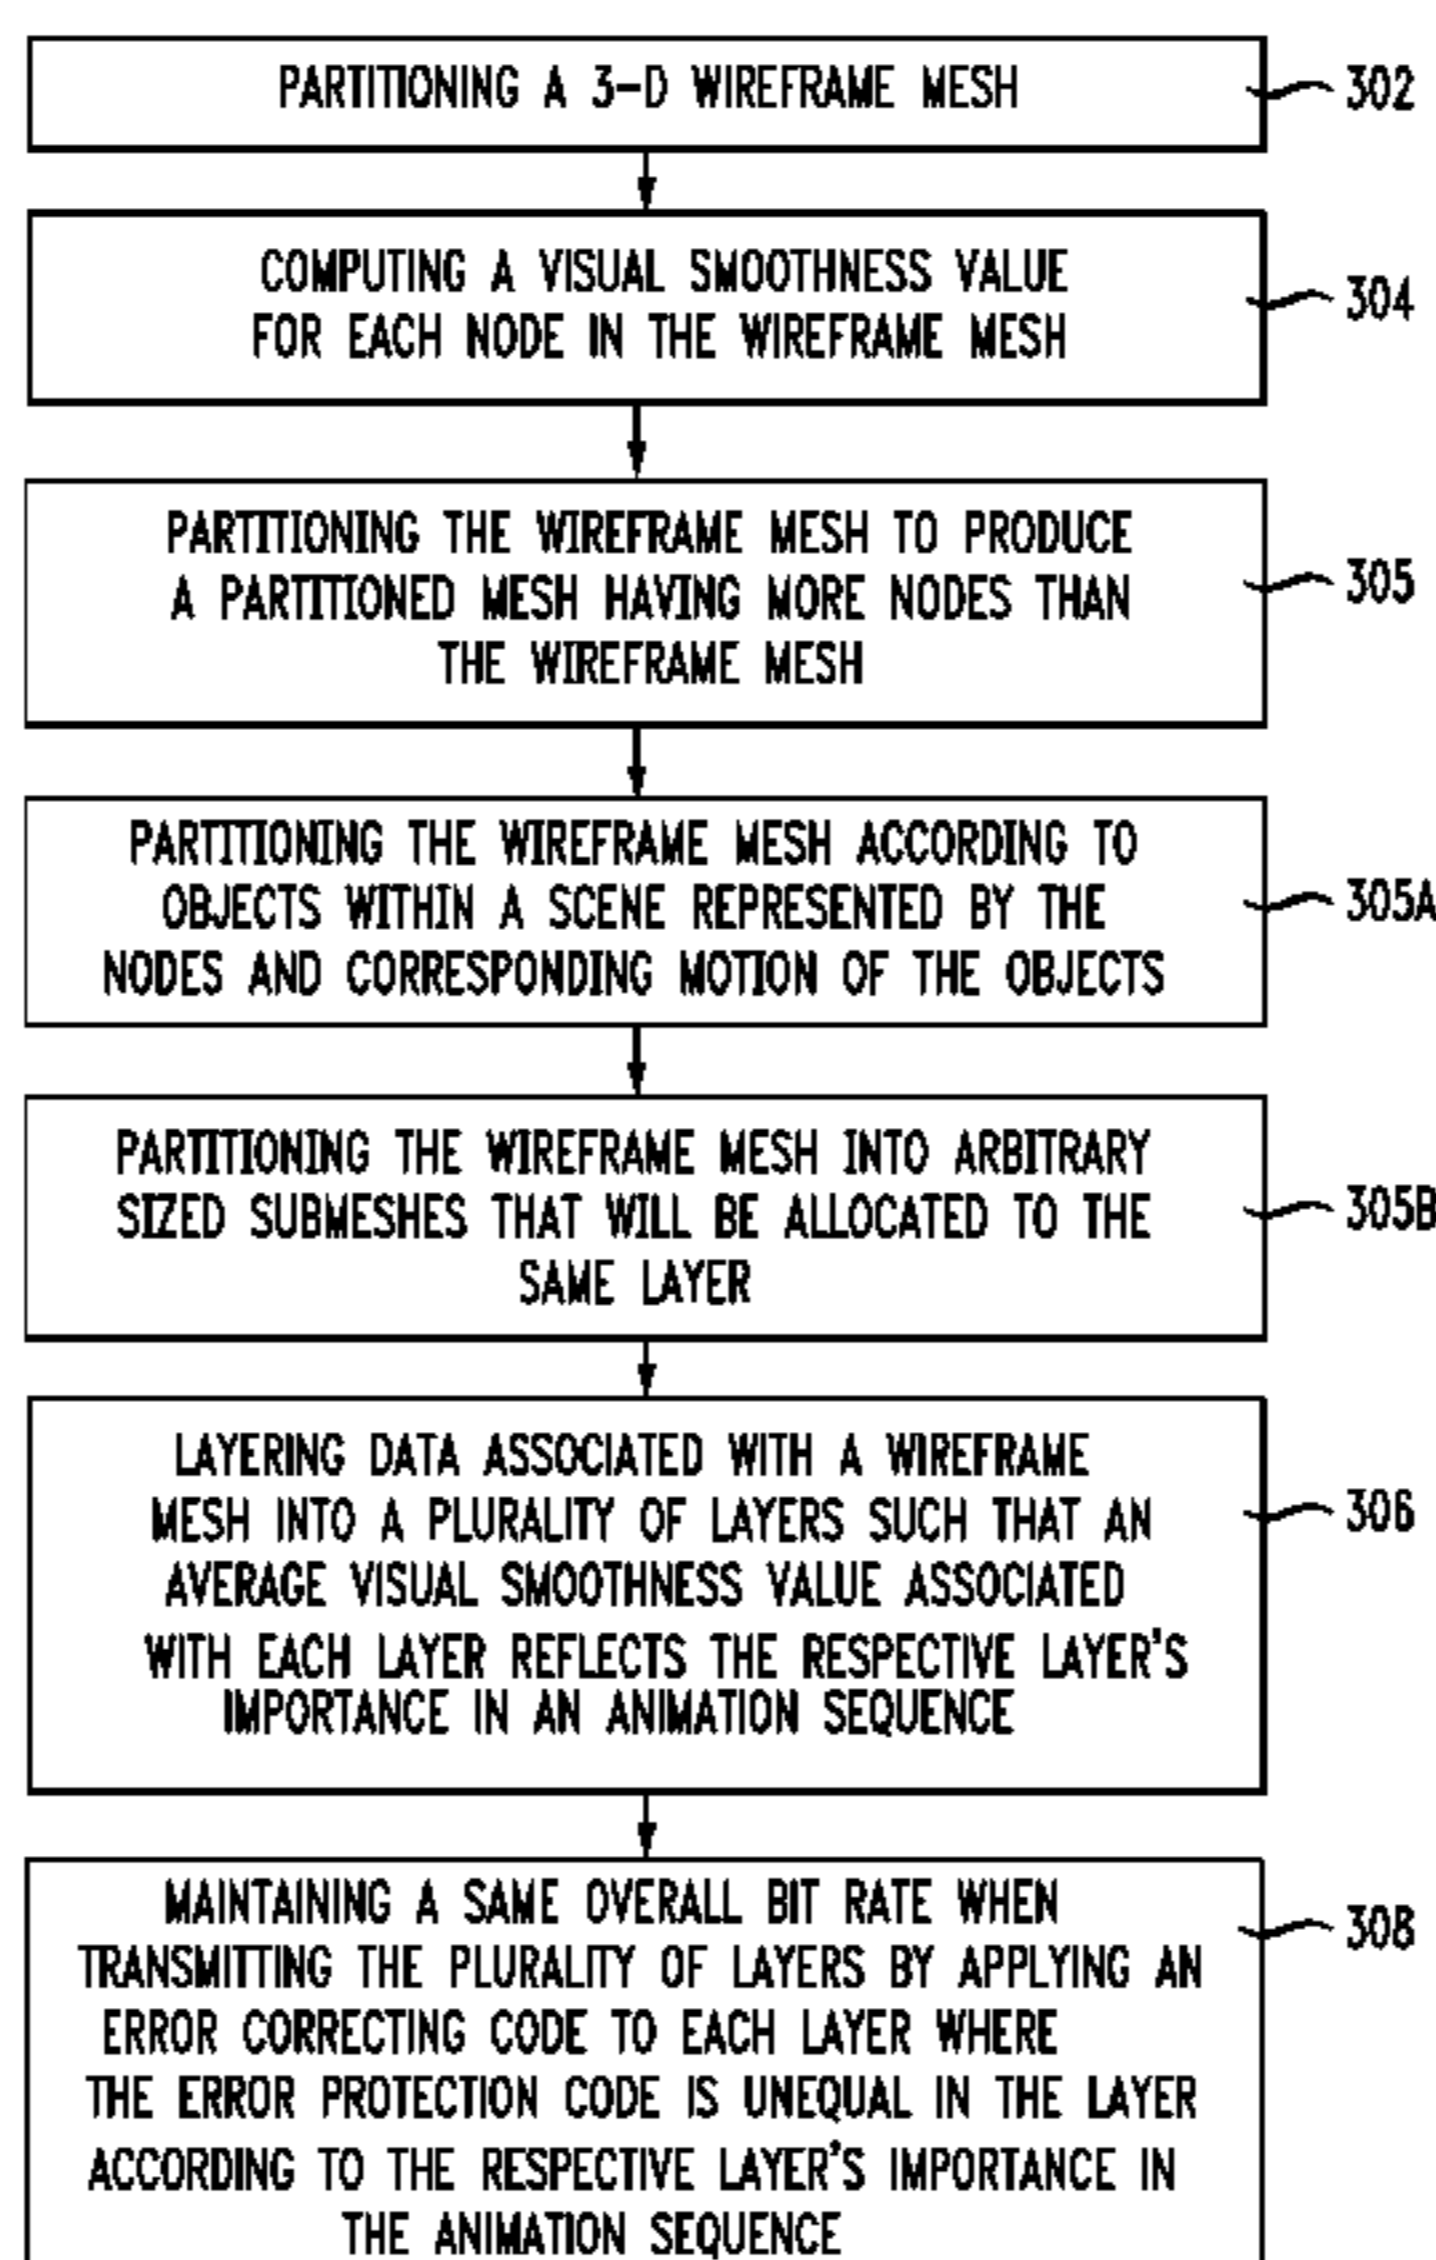 PARTITIONING A 3-D WIREFRAME MESH
302
COMPUTING A VISUAL SMOOTHNESS VALUE
FOR EACH NODE IN THE WIREFRAME MESH
304
PARTITIONING THE WIREFRAME MESH TO PRODUCE
A PARTITIONED MESH HAVING MORE NODES THAN
THE WIREFRAME MESH
305
PARTITIONING THE WIREFRAME MESH ACCORDING TO
OBJECTS WITHIN A SCENE REPRESENTED BY THE
NODES AND CORRESPONDING MOTION OF THE OBJECTS
305A
PARTITIONING THE WIREFRAME MESH INTO ARBITRARY
SIZED SUBMESHES THAT WILL BE ALLOCATED TO THE
SAME LAYER
305B
LAYERING DATA ASSOCIATED WITH A WIREFRAME
MESH INTO A PLURALITY OF LAYERS SUCH THAT AN
AVERAGE VISUAL SMOOTHNESS VALUE ASSOCIATED
WITH EACH LAYER REFLECTS THE RESPECTIVE LAYER'S
IMPORTANCE IN AN ANIMATION SEQUENCE
306
MAINTAINING A SAME OVERALL BIT RATE WHEN
TRANSMITTING THE PLURALITY OF LAYERS BY APPLYING AN
ERROR CORRECTING CODE TO EACH LAYER WHERE
THE ERROR PROTECTION CODE IS UNEQUAL IN THE LAYER
ACCORDING TO THE RESPECTIVE LAYER'S IMPORTANCE IN
THE ANIMATION SEQUENCE
308